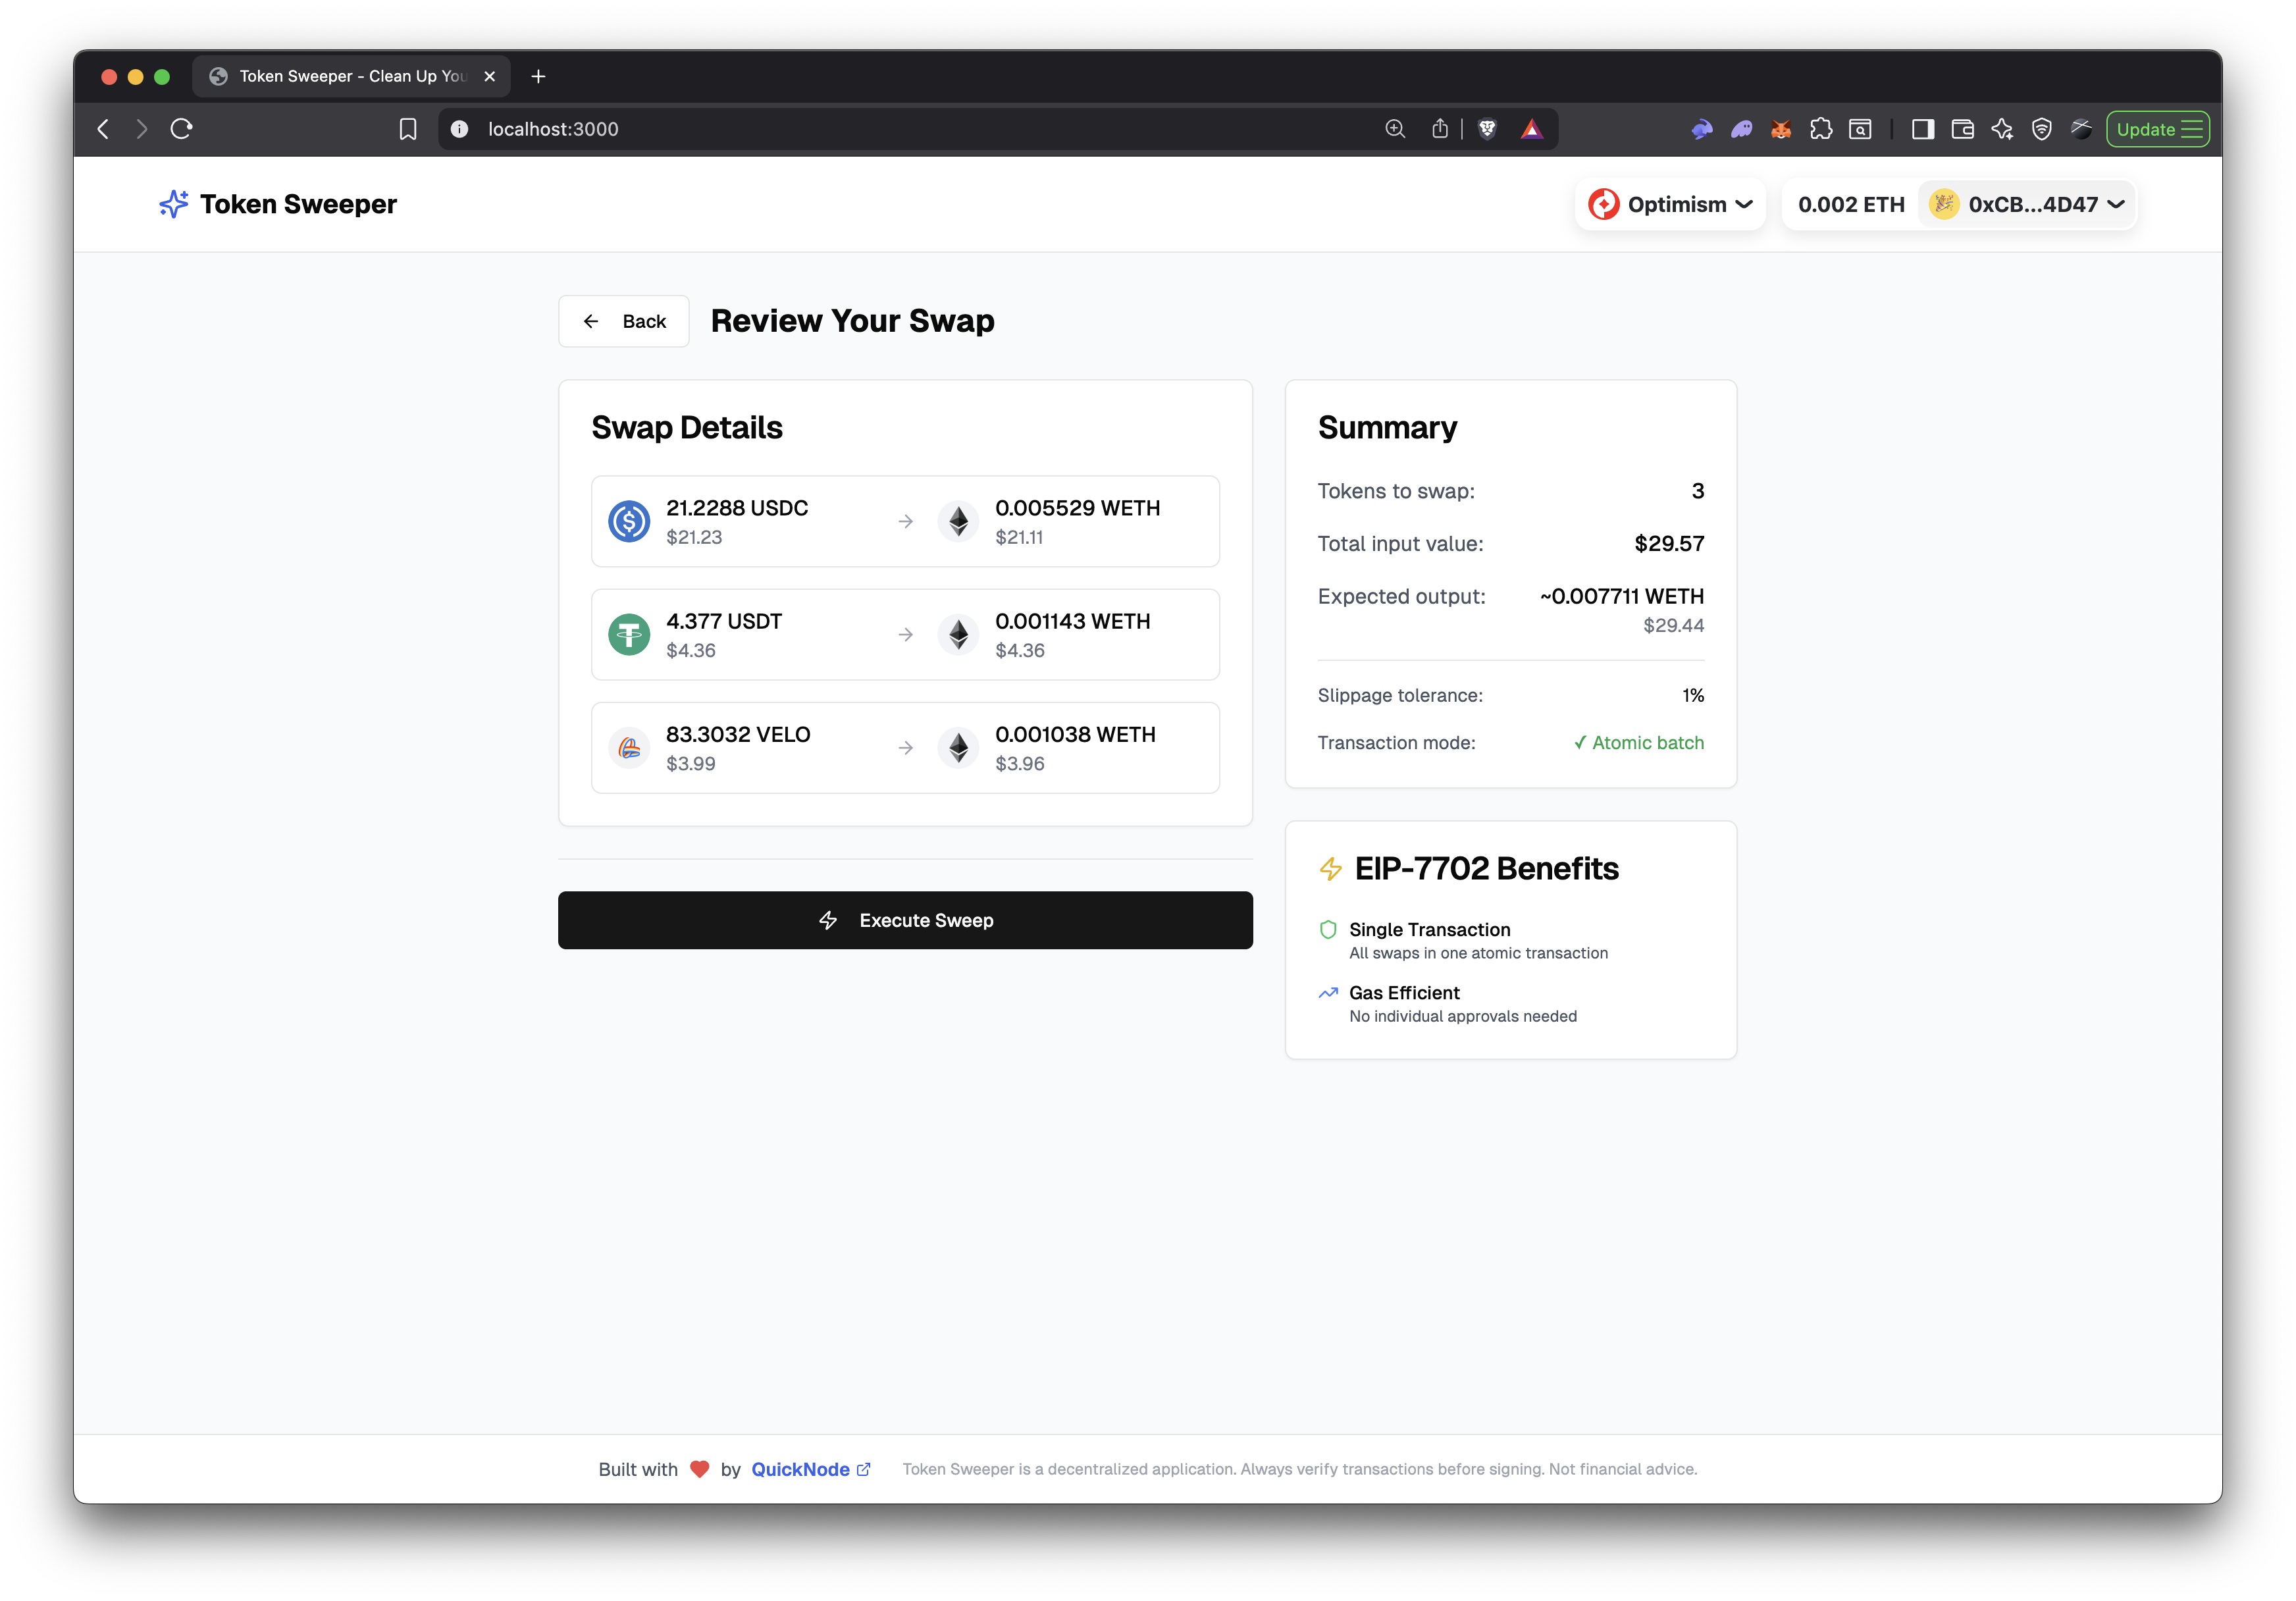 Token Sweeper - Clean Up You
localhost:3000
Update
Token Sweeper
Optimism
0.002 ETH
0xCB...4D47
Back
Review Your Swap
Swap Details
21.2288 USDC
$21.23
0.005529 WETH
$21.11
4.377 USDT
$4.36
0.001143 WETH
$4.36
83.3032 VELO
$3.99
0.001038 WETH
$3.96
Execute Sweep
Summary
Tokens to swap: 3
Total input value: $29.57
Expected output: ~0.007711 WETH
$29.44
Slippage tolerance: 1%
Transaction mode: ✓ Atomic batch
EIP-7702 Benefits
Single Transaction
All swaps in one atomic transaction
Gas Efficient
No individual approvals needed
Built with ❤ by QuickNode
Token Sweeper is a decentralized application. Always verify transactions before signing. Not financial advice.